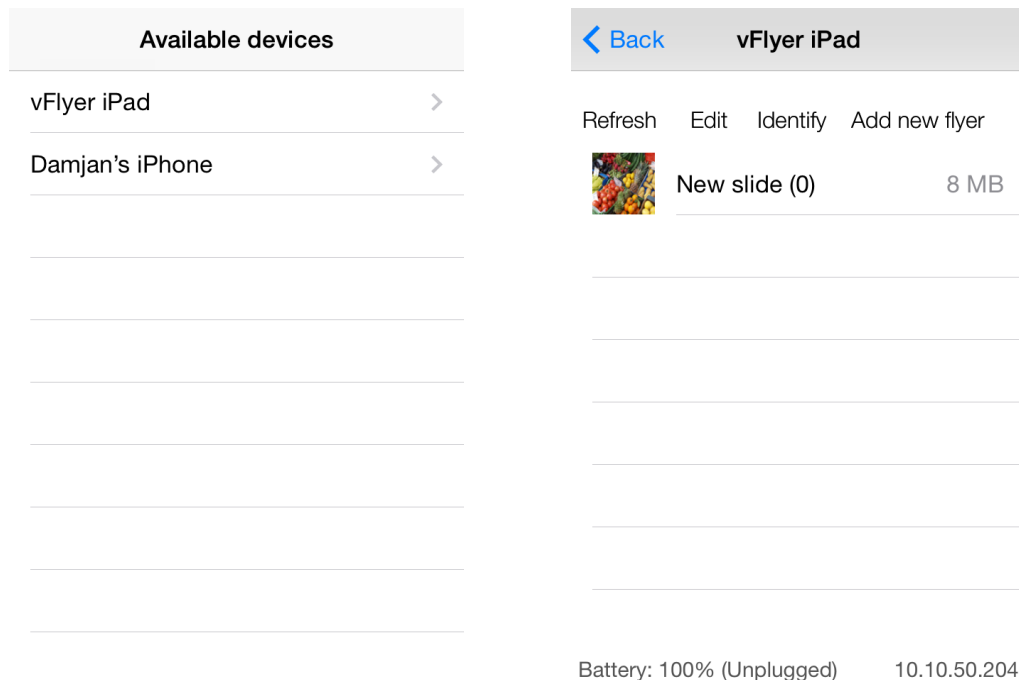 Available devices
vFlyer iPad
Damjan’s iPhone
Back vFlyer iPad
Refresh Edit Identify Add new flyer
New slide (0) 8 MB
Battery: 100% (Unplugged) 10.10.50.204